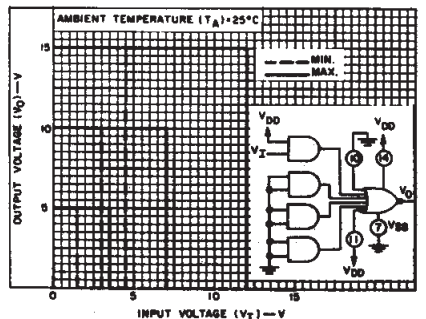 AMBIENT TEMPERATURE (TA)=25°C
15
MIN.
MAX.
OUTPUT VOLTAGE (VO)—V
10
5
VDD
VI
VDD
10
14
VO
7
VSS
11
VDD
0
5
10
15
INPUT VOLTAGE (VI)—V